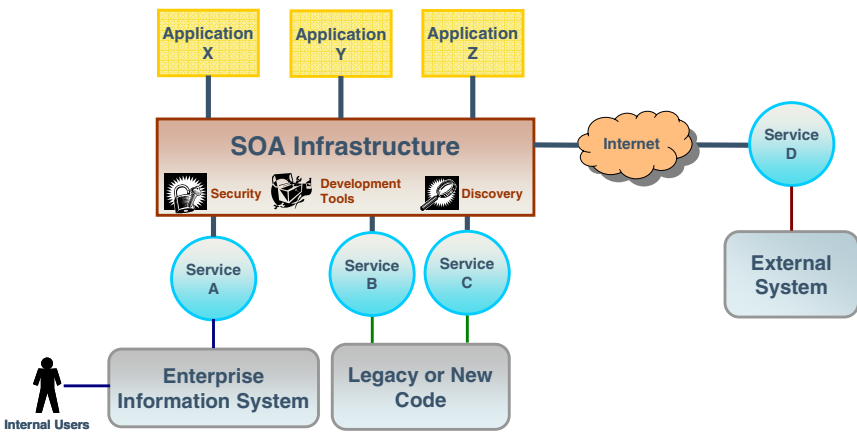 Application
X
Application
Y
Application
Z
SOA Infrastructure
Security
Development
Tools
Discovery
Internet
Service
D
Service
A
Service
B
Service
C
External
System
Enterprise
Information System
Legacy or New
Code
Internal Users